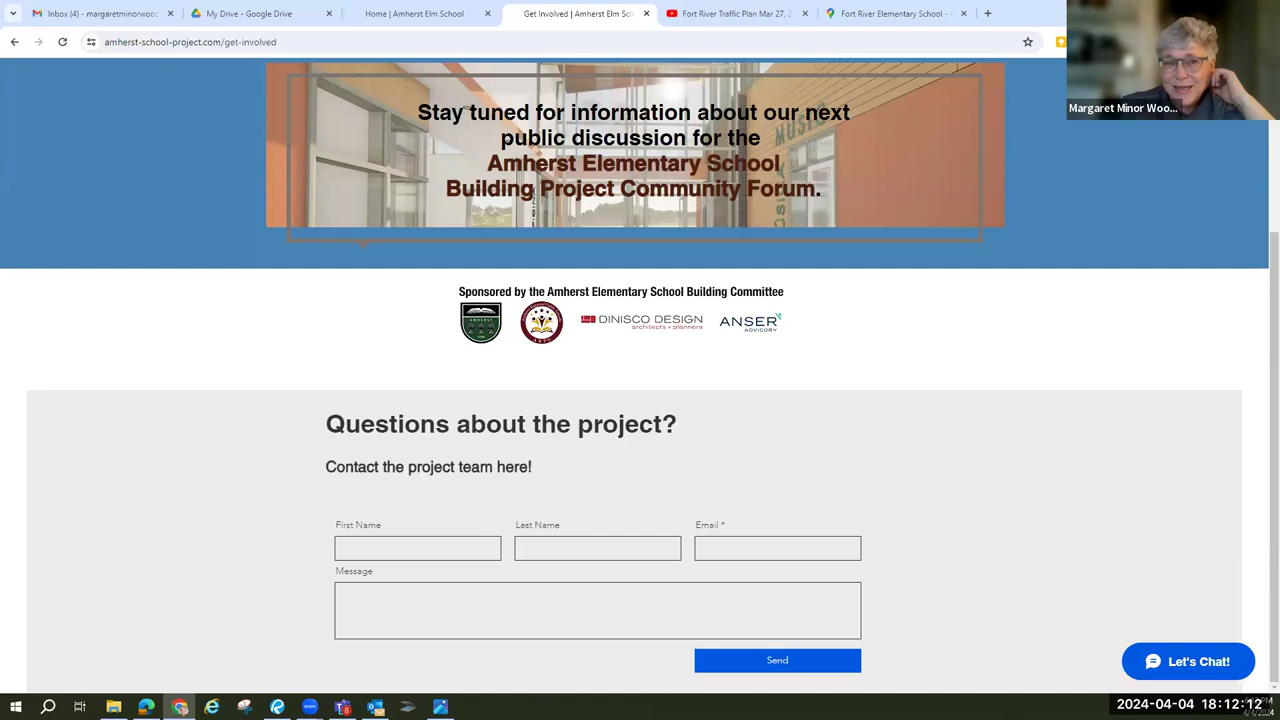 Inbox (4) - margaretminorwoo
My Drive - Google Drive
Home | Amherst Elm School
Get Involved | Amherst Elm Sch
Fort River Traffic Plan Mar 27, 2
Fort River Elementary School -
amherst-school-project.com/get-involved
Margaret Minor Woo...
Stay tuned for information about our next
public discussion for the
Amherst Elementary School
Building Project Community Forum.
MUSIC
Sponsored by the Amherst Elementary School Building Committee
AMHERST
DINISCO DESIGN
architects + planners
ANSER
ADVISORY
Questions about the project?
Contact the project team here!
First Name
Last Name
Email *
Message
Send
Let's Chat!
2024-04-04 18:12:12